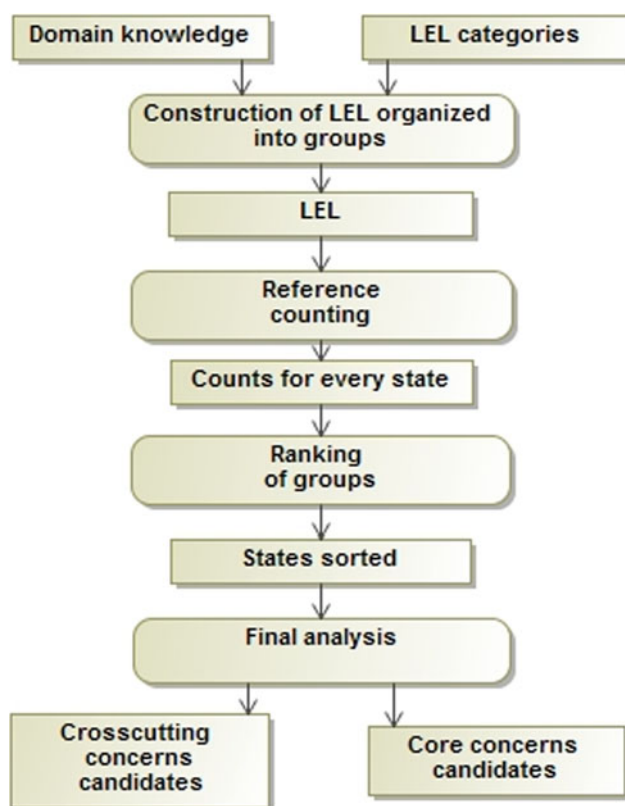 Domain knowledge
LEL categories
Construction of LEL organized
into groups
LEL
Reference
counting
Counts for every state
Ranking
of groups
States sorted
Final analysis
Crosscutting
concerns
candidates
Core concerns
candidates